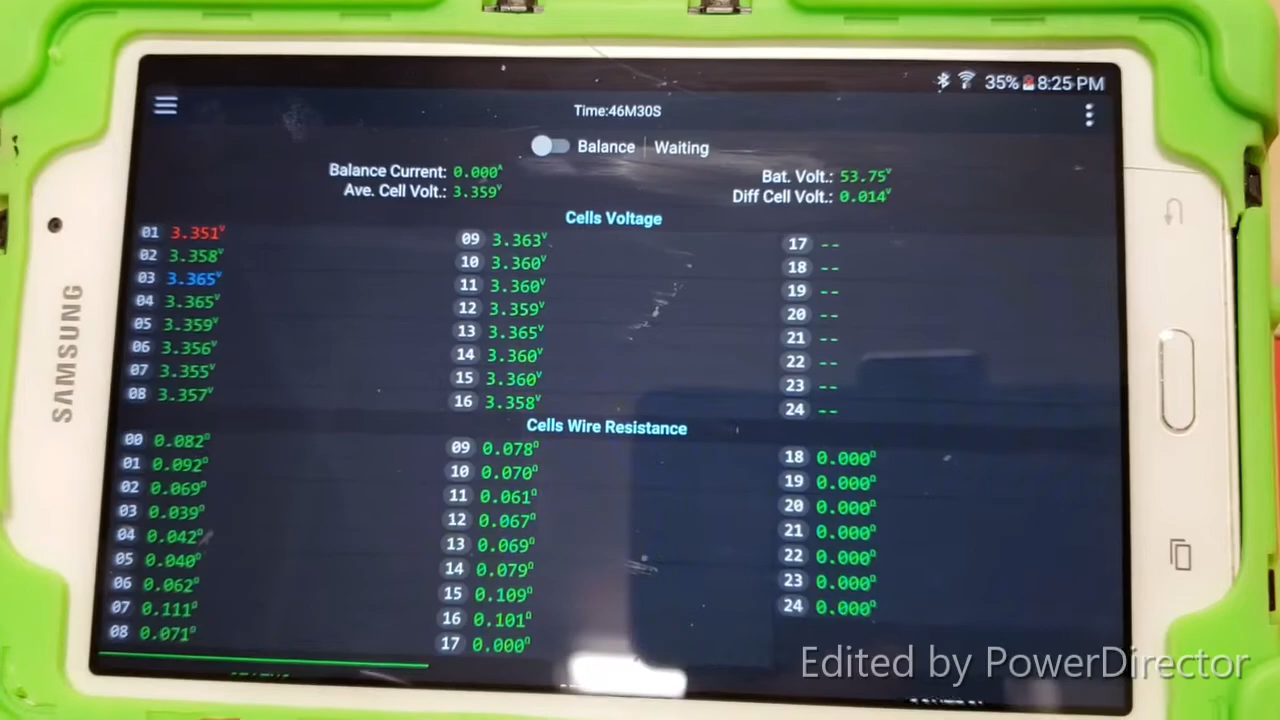 35% 8:25 PM
Time:46M30S
Balance Waiting
Balance Current: 0.000A
Bat. Volt.: 53.75V
Ave. Cell Volt.: 3.359V
Diff Cell Volt.: 0.014V
Cells Voltage
01 3.351V
02 3.358V
03 3.365V
04 3.365V
05 3.359V
06 3.356V
07 3.355V
08 3.357V
09 3.363V
10 3.360V
11 3.360V
12 3.359V
13 3.365V
14 3.360V
15 3.360V
16 3.358V
17 --
18 --
19 --
20 --
21 --
22 --
23 --
24 --
Cells Wire Resistance
00 0.082Ω
01 0.092Ω
02 0.069Ω
03 0.039Ω
04 0.042Ω
05 0.040Ω
06 0.062Ω
07 0.111Ω
08 0.071Ω
09 0.078Ω
10 0.070Ω
11 0.061Ω
12 0.067Ω
13 0.069Ω
14 0.079Ω
15 0.109Ω
16 0.101Ω
17 0.000Ω
18 0.000Ω
19 0.000Ω
20 0.000Ω
21 0.000Ω
22 0.000Ω
23 0.000Ω
24 0.000Ω
SAMSUNG
Edited by PowerDirector